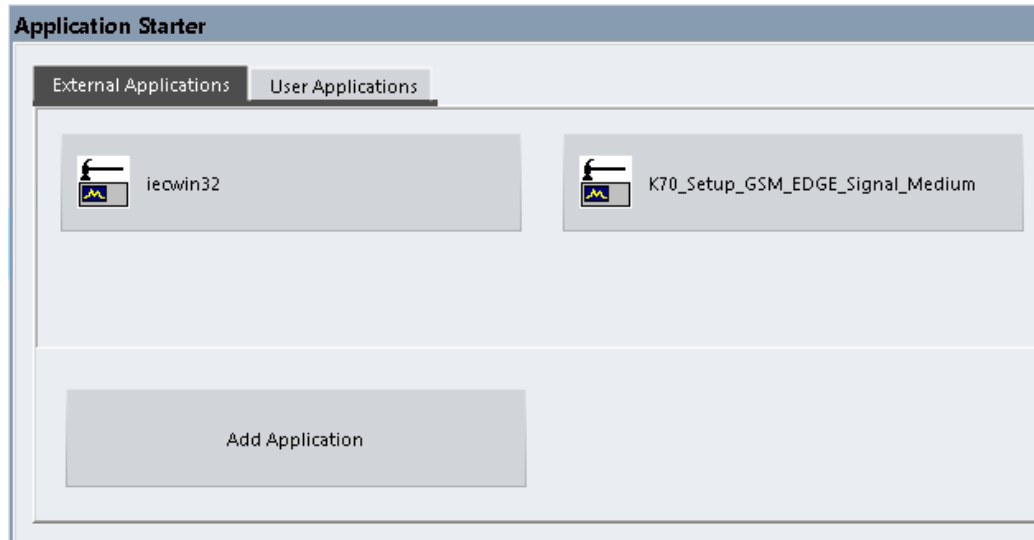 Application Starter
External Applications
User Applications
iecwin32
K70_Setup_GSM_EDGE_Signal_Medium
Add Application